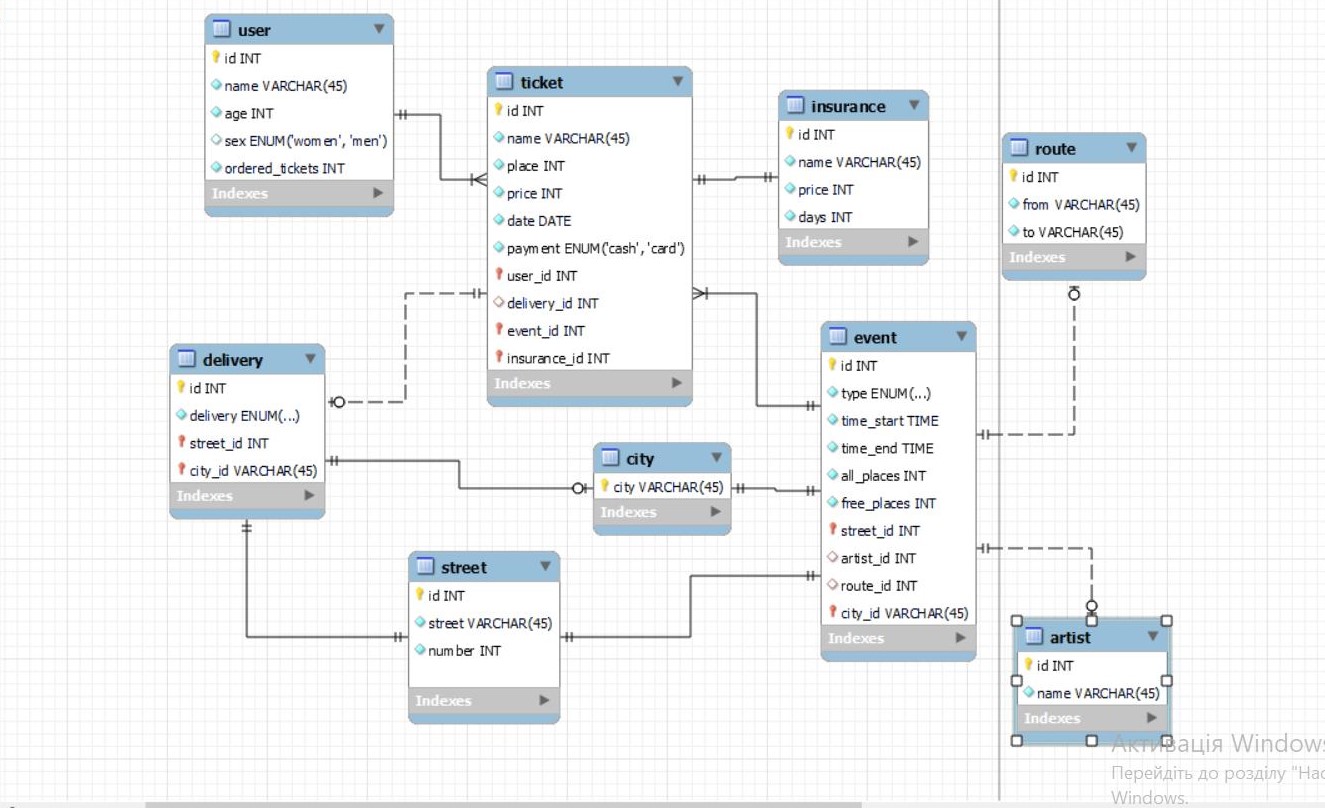 user
id INT
name VARCHAR(45)
age INT
sex ENUM('women', 'men')
ordered_tickets INT
Indexes
ticket
id INT
name VARCHAR(45)
place INT
price INT
date DATE
payment ENUM('cash', 'card')
user_id INT
delivery_id INT
event_id INT
insurance_id INT
Indexes
insurance
id INT
name VARCHAR(45)
price INT
days INT
Indexes
route
id INT
from VARCHAR(45)
to VARCHAR(45)
Indexes
delivery
id INT
delivery ENUM(...)
street_id INT
city_id VARCHAR(45)
Indexes
city
city VARCHAR(45)
Indexes
event
id INT
type ENUM(...)
time_start TIME
time_end TIME
all_places INT
free_places INT
street_id INT
artist_id INT
route_id INT
city_id VARCHAR(45)
Indexes
street
id INT
street VARCHAR(45)
number INT
Indexes
artist
id INT
name VARCHAR(45)
Indexes
Активація Windows
Перейдіть до розділу "Нас
Windows.